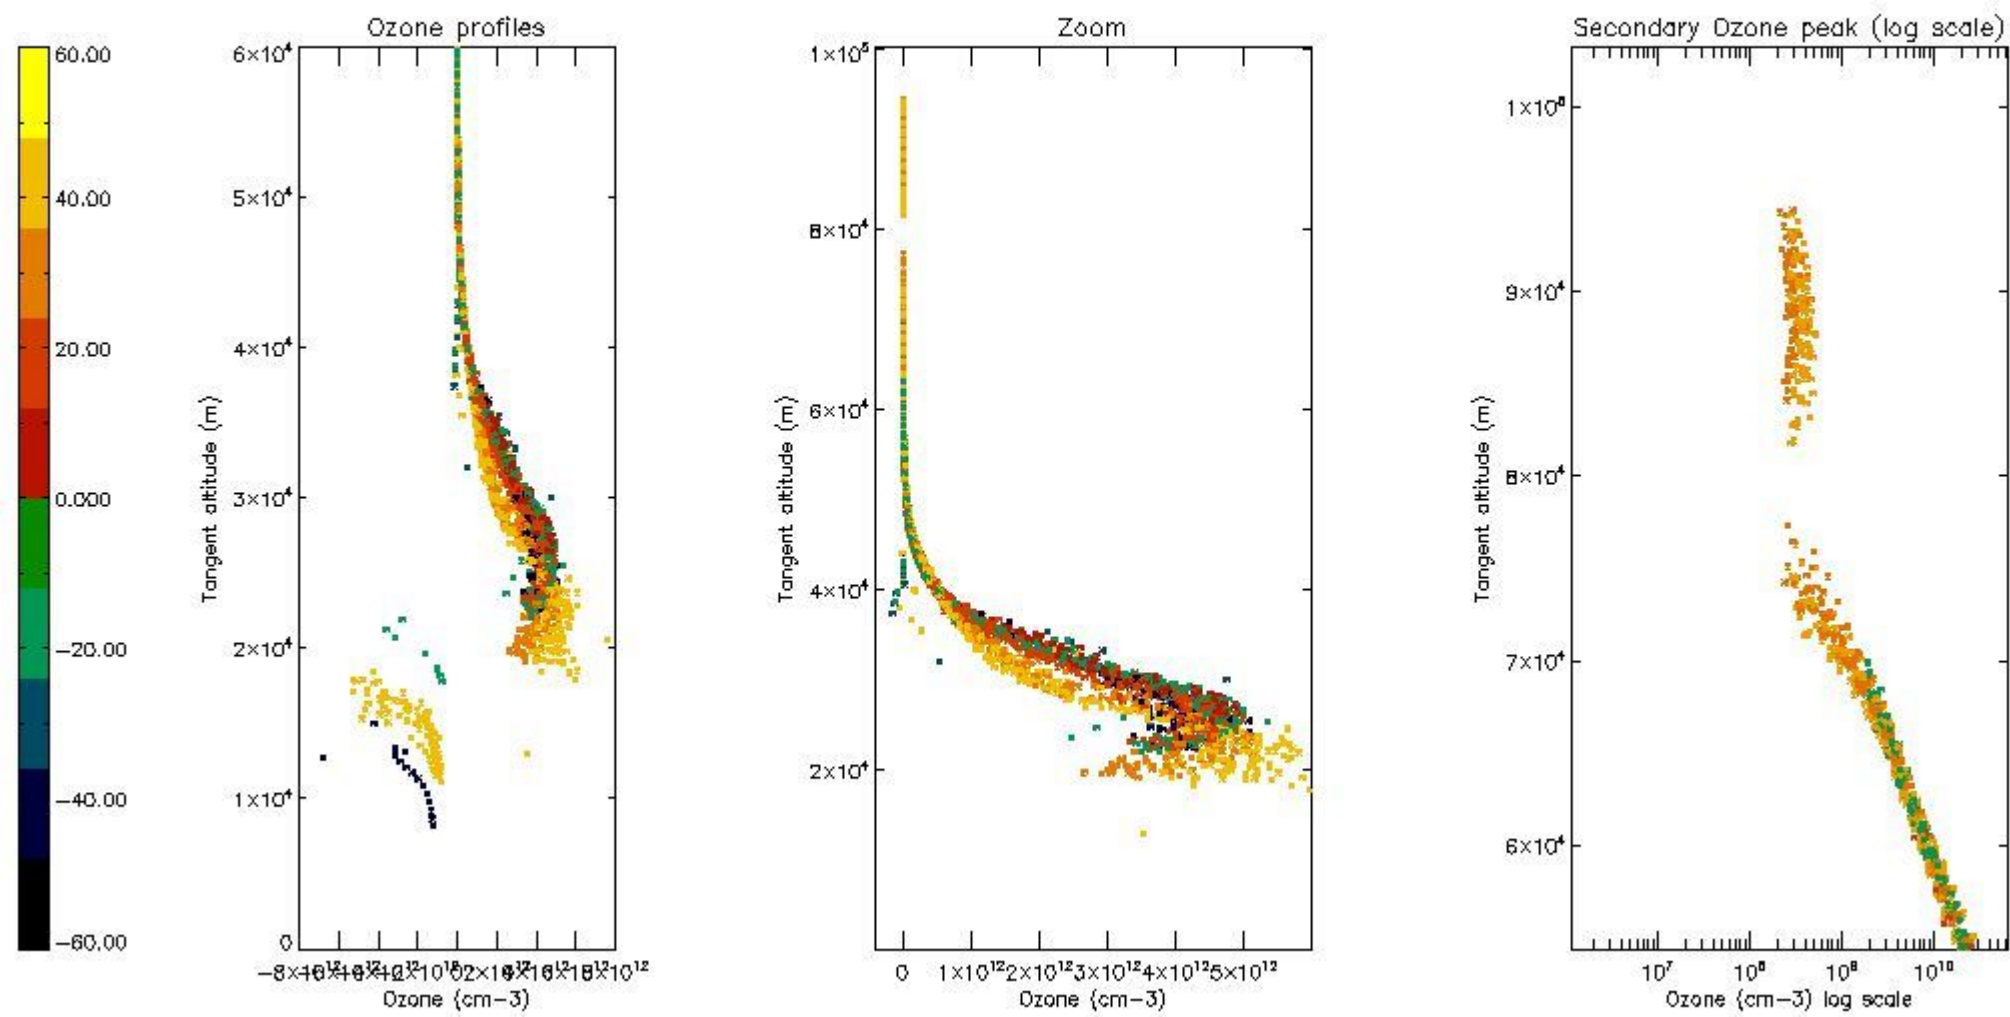 Ozone profiles
Zoom
Secondary Ozone peak (log scale)
60.00
40.00
20.00
0.000
−20.00
−40.00
−60.00
6×10⁴
5×10⁴
4×10⁴
3×10⁴
2×10⁴
1×10⁴
0
Tangent altitude (m)
Ozone (cm−3)
1×10⁵
8×10⁴
6×10⁴
4×10⁴
2×10⁴
Tangent altitude (m)
0 1×10¹² 2×10¹² 3×10¹² 4×10¹² 5×10¹²
Ozone (cm−3)
9×10⁴
8×10⁴
7×10⁴
6×10⁴
Tangent altitude (m)
10⁷ 10⁸ 10⁹ 10¹⁰
Ozone (cm−3) log scale